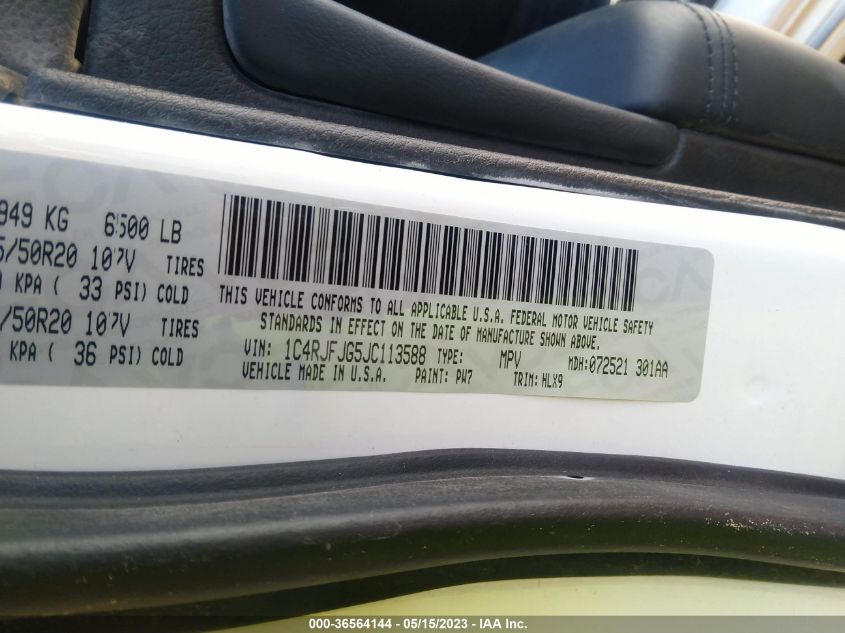 949 KG 6500 LB
/50R20 107V TIRES
KPA ( 33 PSI) COLD
/50R20 107V TIRES
KPA ( 36 PSI) COLD
THIS VEHICLE CONFORMS TO ALL APPLICABLE U.S.A. FEDERAL MOTOR VEHICLE SAFETY
STANDARDS IN EFFECT ON THE DATE OF MANUFACTURE SHOWN ABOVE.
VIN: 1C4RJFJG5JC113588 TYPE: MPV MDH:072521 301AA
VEHICLE MADE IN U.S.A. PAINT: PW7 TRIM: HLX9
000-36564144 - 05/15/2023 - IAA Inc.